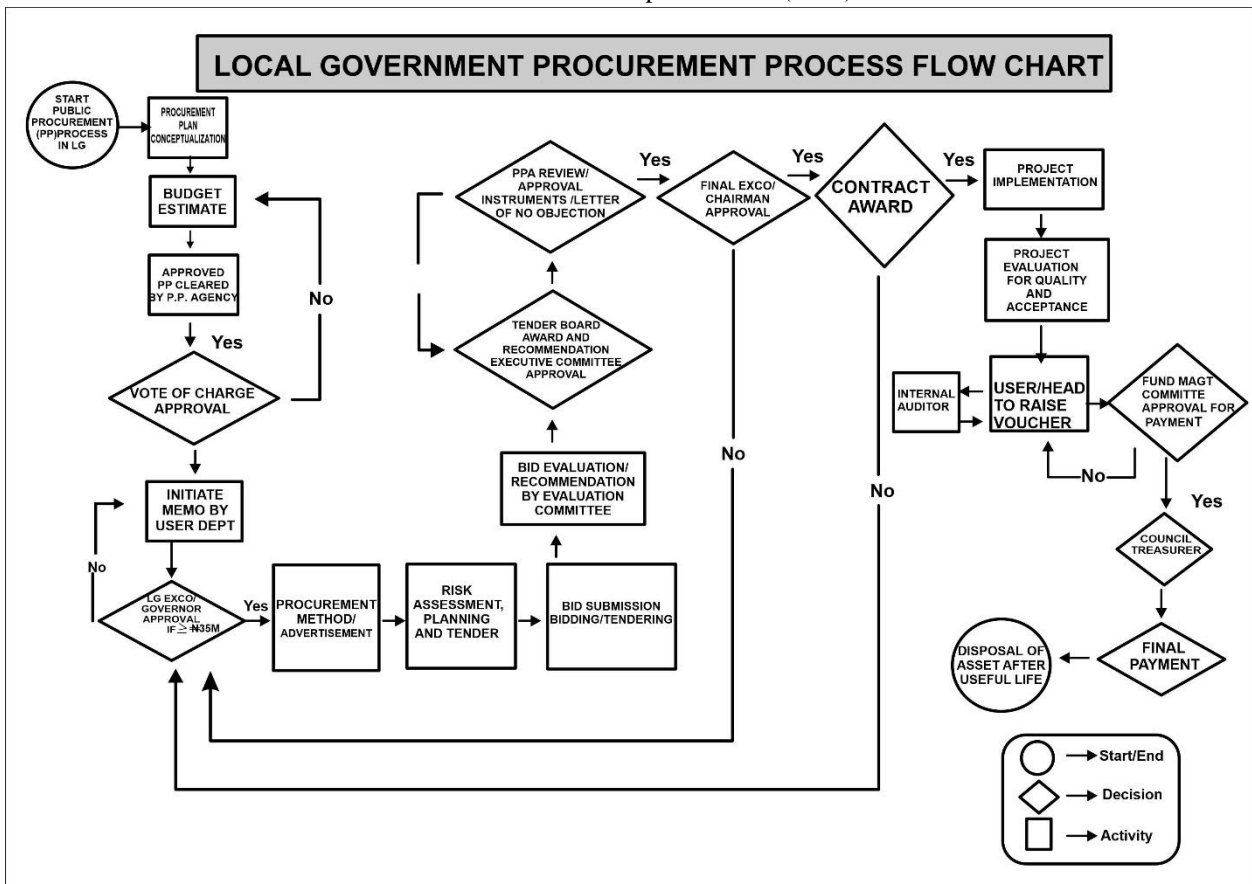 LOCAL GOVERNMENT PROCUREMENT PROCESS FLOW CHART
START
PUBLIC
PROCUREMENT
(PP)PROCESS
IN LG
PROCUREMENT
PLAN
CONCEPTUALIZATION
BUDGET
ESTIMATE
APPROVED
PP CLEARED
BY P.P. AGENCY
Yes
No
VOTE OF CHARGE
APPROVAL
INITIATE
MEMO BY
USER DEPT
No
LG EXCO/
GOVERNOR
APPROVAL
IF ≥ ₦35M
Yes
PROCUREMENT
METHOD/
ADVERTISEMENT
RISK
ASSESSMENT,
PLANNING
AND TENDER
BID SUBMISSION
BIDDING/TENDERING
BID EVALUATION/
RECOMMENDATION
BY EVALUATION
COMMITTEE
TENDER BOARD
AWARD AND
RECOMMENDATION
EXECUTIVE COMMITTEE
APPROVAL
PPA REVIEW/
APPROVAL
INSTRUMENTS /LETTER
OF NO OBJECTION
Yes
FINAL EXCO/
CHAIRMAN
APPROVAL
No
Yes
CONTRACT
AWARD
No
Yes
PROJECT
IMPLEMENTATION
PROJECT
EVALUATION
FOR QUALITY
AND
ACCEPTANCE
INTERNAL
AUDITOR
USER/HEAD
TO RAISE
VOUCHER
FUND MAGT
COMMITTE
APPROVAL FOR
PAYMENT
No
Yes
COUNCIL
TREASURER
FINAL
PAYMENT
DISPOSAL OF
ASSET AFTER
USEFUL LIFE
Start/End
Decision
Activity